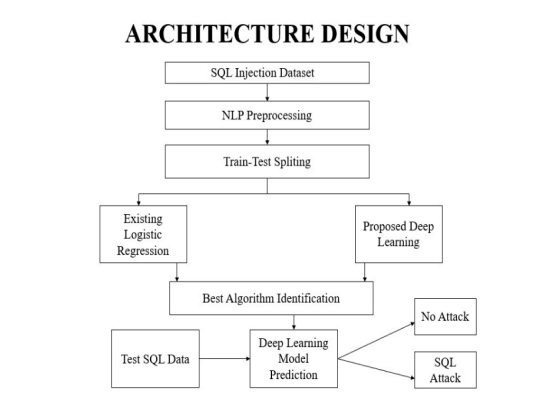 ARCHITECTURE DESIGN
SQL Injection Dataset
NLP Preprocessing
Train-Test Spliting
Existing
Logistic
Regression
Proposed Deep
Learning
Best Algorithm Identification
Test SQL Data
Deep Learning
Model
Prediction
No Attack
SQL
Attack